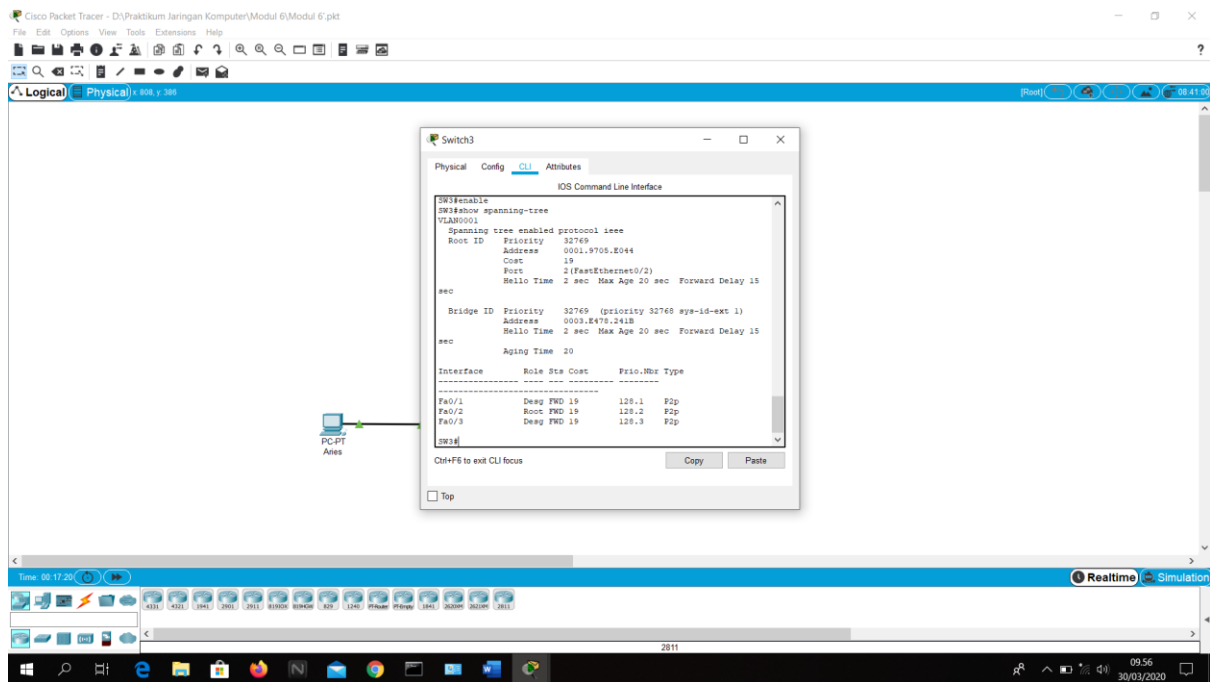 Cisco Packet Tracer - D:\Praktikum Jaringan Komputer\Modul 6\Modul 6'.pkt
File Edit Options View Tools Extensions Help
?
Logical Physical x: 808, y: 386 [Root] 08:41:00
Switch3
Physical Config CLI Attributes
IOS Command Line Interface
SW3#enable
SW3#show spanning-tree
VLAN0001
Spanning tree enabled protocol ieee
Root ID Priority 32769
Address 0001.9705.E044
Cost 19
Port 2(FastEthernet0/2)
Hello Time 2 sec Max Age 20 sec Forward Delay 15
sec
Bridge ID Priority 32769 (priority 32768 sys-id-ext 1)
Address 0003.E478.241B
Hello Time 2 sec Max Age 20 sec Forward Delay 15
sec
Aging Time 20
Interface Role Sts Cost Prio.Nbr Type
---------------- ---- --- --------- --------
--------------------------------
Fa0/1 Desg FWD 19 128.1 P2p
Fa0/2 Root FWD 19 128.2 P2p
Fa0/3 Desg FWD 19 128.3 P2p
SW3#
Ctrl+F6 to exit CLI focus Copy Paste
Top
PC-PT
Aries
Time: 00:17:20 Realtime Simulation
4331 4321 1941 2901 2911 819IOX 819HGW 829 1240 PT-Router PT-Empty 1841 2620XM 2621XM 2811
2811
09.56
30/03/2020